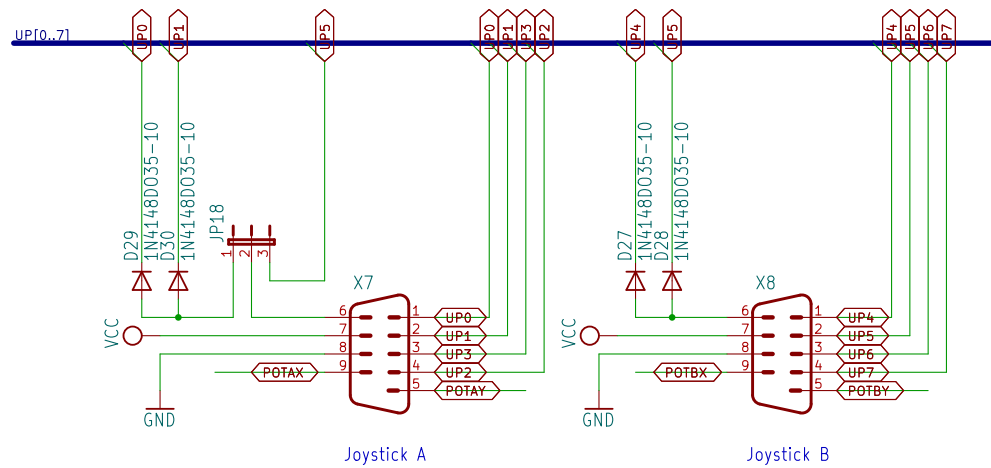 UP[0..7]
UP0
UP1
UP5
UP0
UP1
UP3
UP2
UP4
UP5
UP4
UP5
UP6
UP7
D29
1N4148DO35-10
D30
1N4148DO35-10
JP18
1
2
3
D27
1N4148DO35-10
D28
1N4148DO35-10
X7
VCC
6
7
8
9
1
2
3
4
5
UP0
UP1
UP3
UP2
POTAY
POTAX
GND
Joystick A
X8
VCC
6
7
8
9
1
2
3
4
5
UP4
UP5
UP6
UP7
POTBY
POTBX
GND
Joystick B